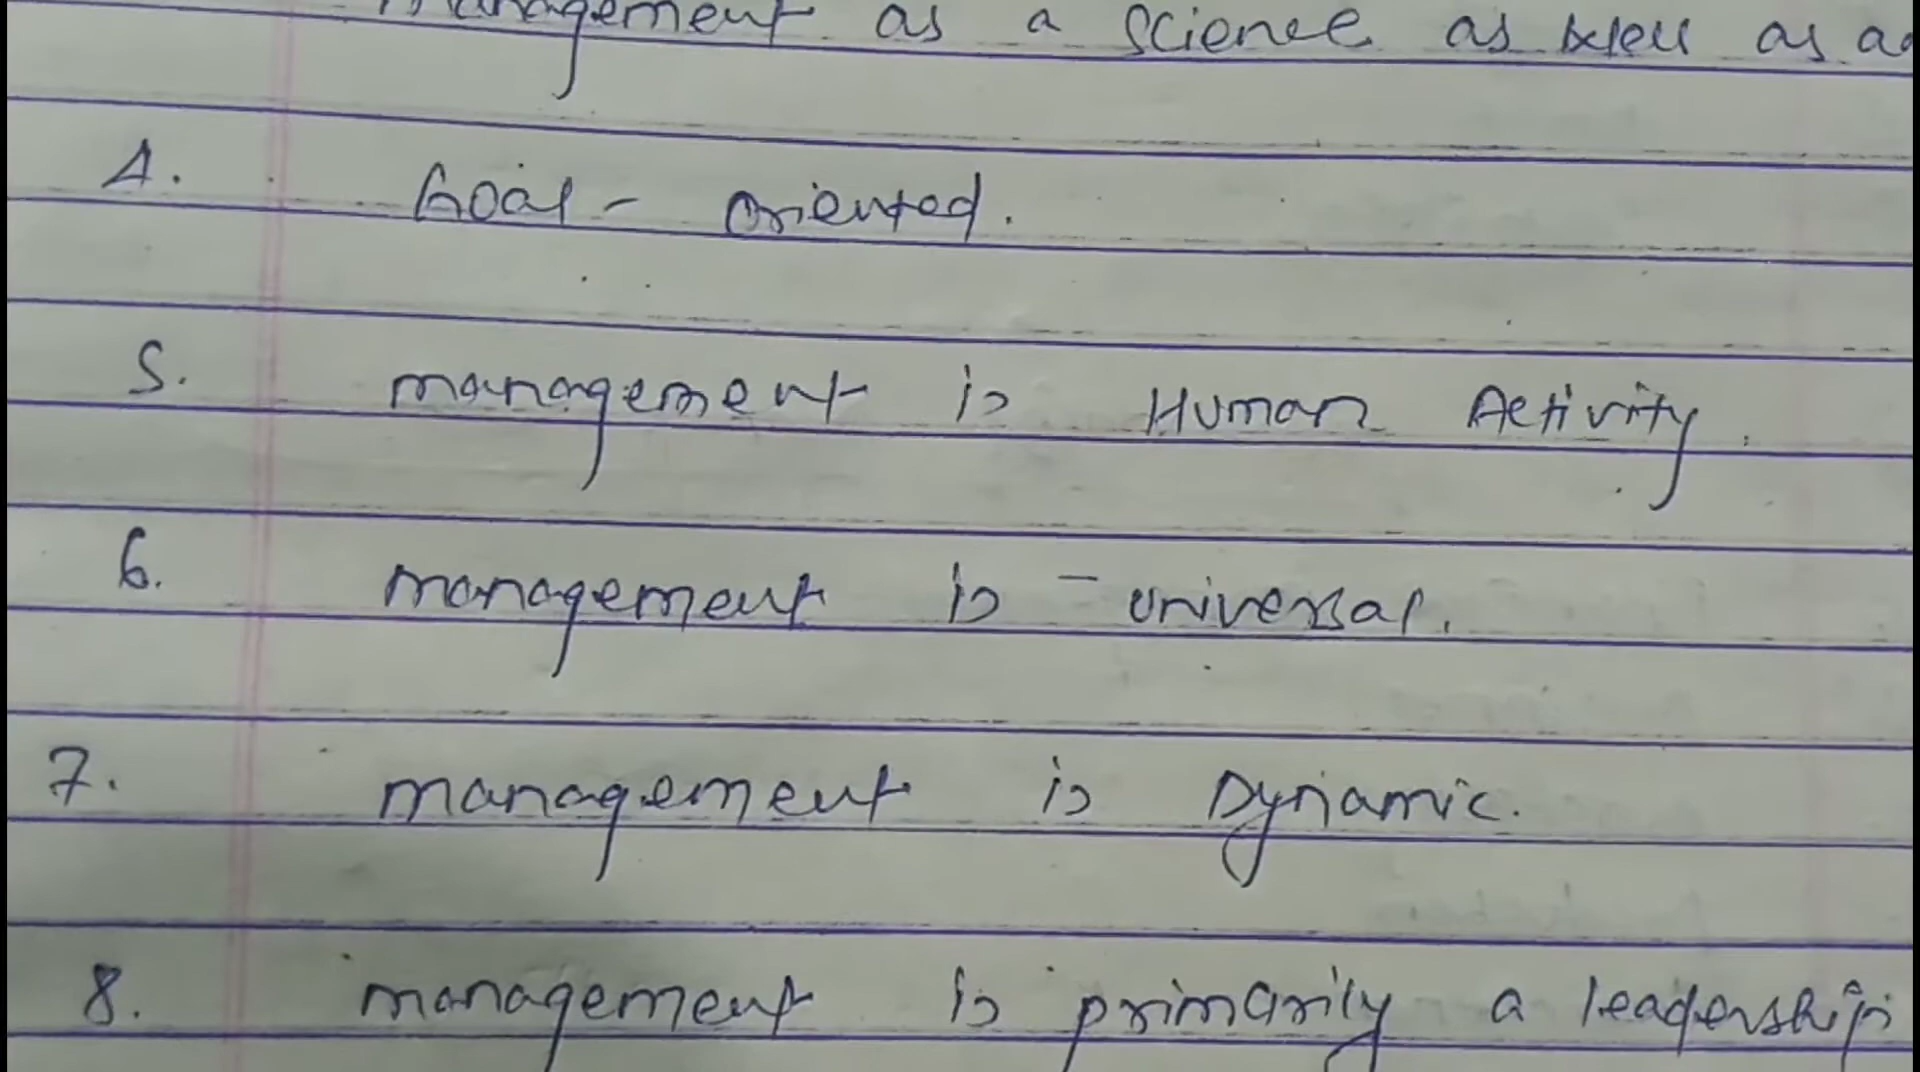 Management as a science as well as a
4. Goal - oriented.
5. management is Human Activity.
6. management is - universal.
7. management is Dynamic.
8. management is primarily a leadership